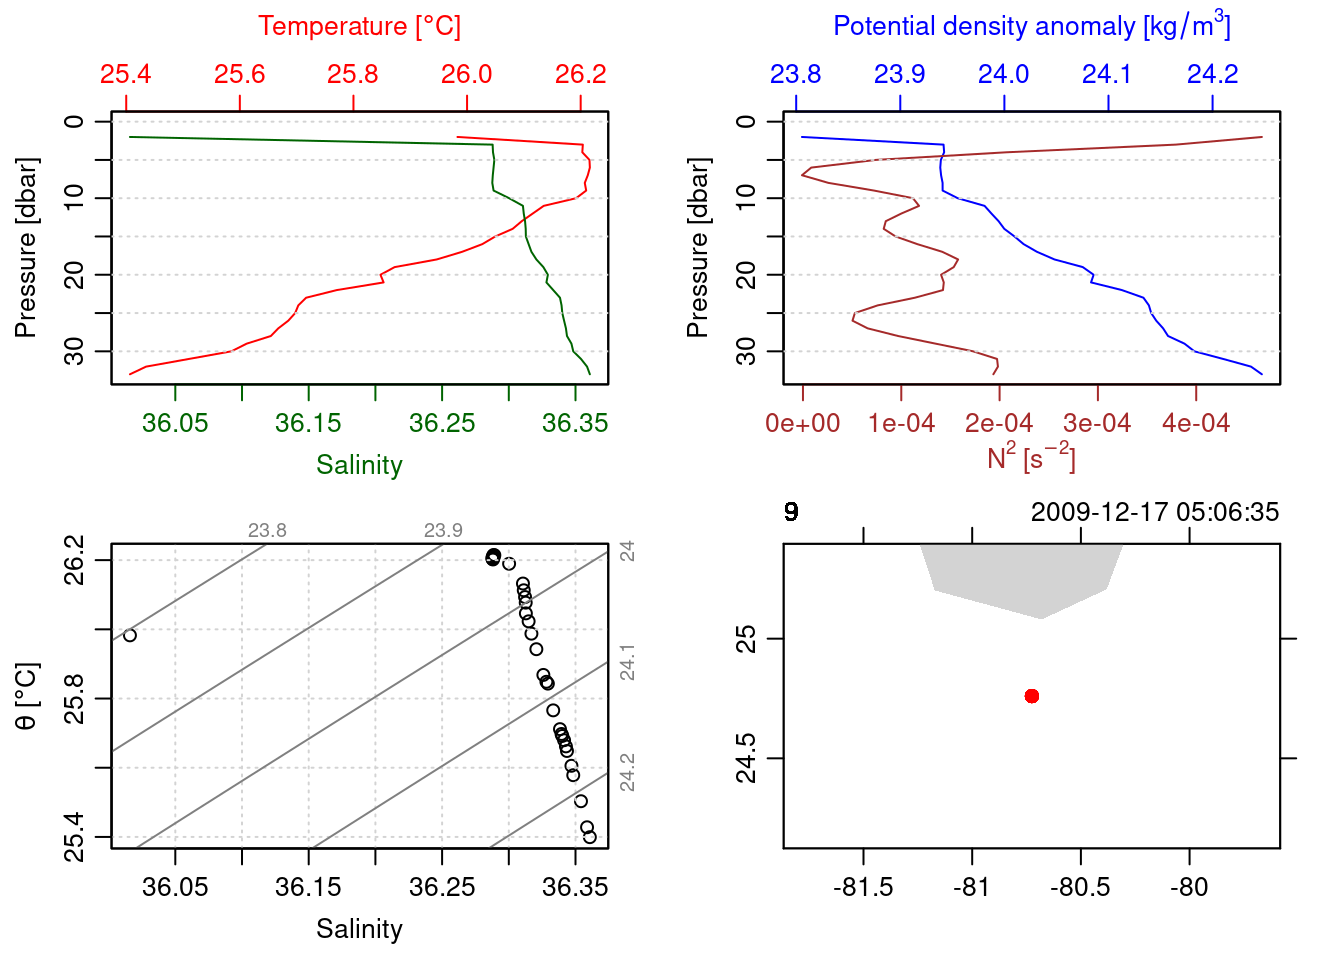 Temperature [°C]
25.4 25.6 25.8 26.0 26.2
0 10 20 30
Pressure [dbar]
36.05 36.15 36.25 36.35
Salinity
Potential density anomaly [kg/m³]
23.8 23.9 24.0 24.1 24.2
0 10 20 30
Pressure [dbar]
0e+00 1e-04 2e-04 3e-04 4e-04
N² [s⁻²]
23.8 23.9 24 24.1 24.2
25.4 25.8 26.2
θ [°C]
36.05 36.15 36.25 36.35
Salinity
2009-12-17 05:06:35
24.5 25
-81.5 -81 -80.5 -80